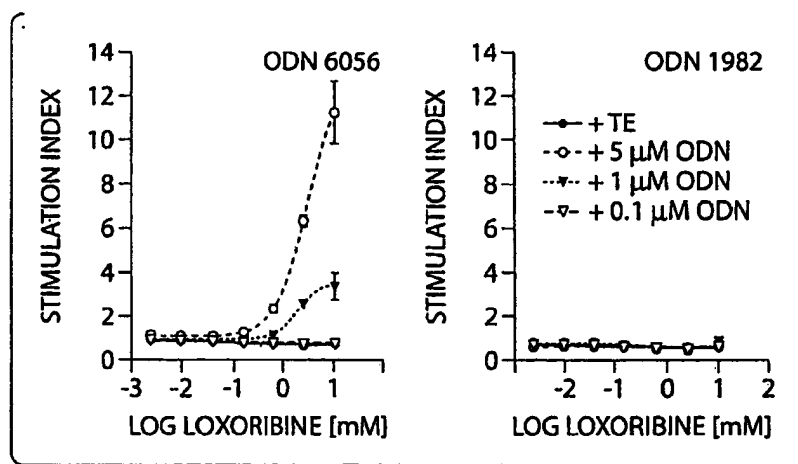 ODN 6056
STIMULATION INDEX
14
12
10
8
6
4
2
0
-3 -2 -1 0 1
LOG LOXORIBINE [mM]
ODN 1982
STIMULATION INDEX
14
12
10
8
6
4
2
0
-2 -1 0 1 2
LOG LOXORIBINE [mM]
+ TE
+ 5 µM ODN
+ 1 µM ODN
+ 0.1 µM ODN